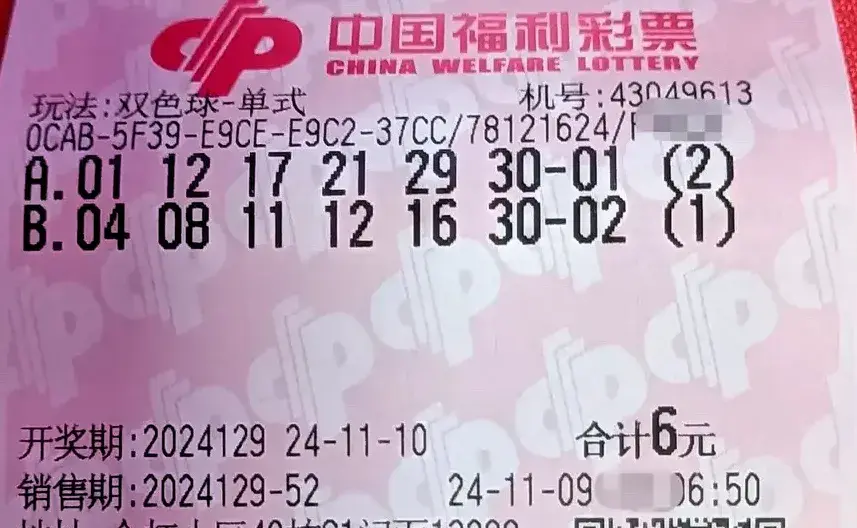 中国福利彩票
CHINA WELFARE LOTTERY
玩法:双色球-单式 机号:43049613
0CAB-5F39-E9CE-E9C2-37CC/78121624/
A.01 12 17 21 29 30-01 (2)
B.04 08 11 12 16 30-02 (1)
开奖期:2024129 24-11-10 合计6元
销售期:2024129-52 24-11-09 06:50